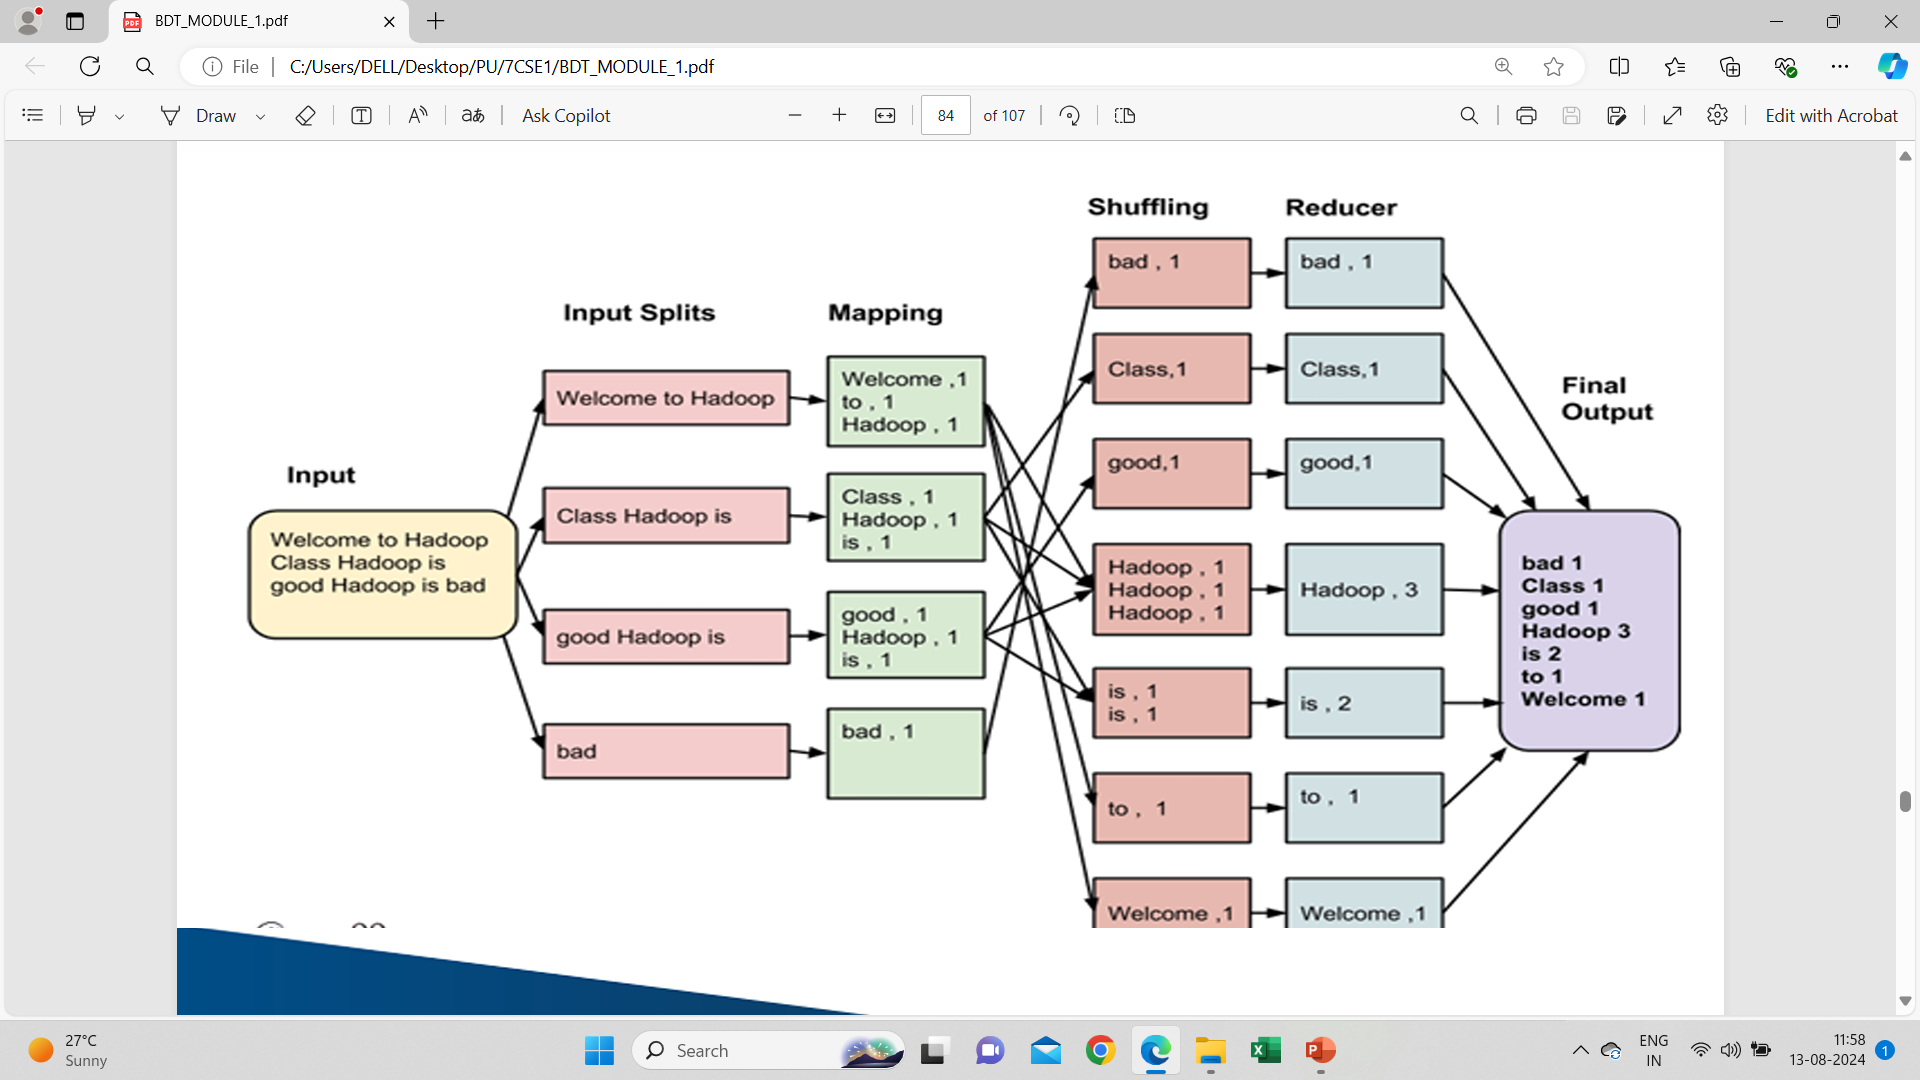 BDT_MODULE_1.pdf
File
C:/Users/DELL/Desktop/PU/7CSE1/BDT_MODULE_1.pdf
Draw
Ask Copilot
84 of 107
Edit with Acrobat
Shuffling
Reducer
bad , 1
bad , 1
Input Splits
Mapping
Class,1
Class,1
Final
Output
Welcome to Hadoop
Welcome ,1
to , 1
Hadoop , 1
good,1
good,1
Input
Class Hadoop is
Class , 1
Hadoop , 1
is , 1
Welcome to Hadoop
Class Hadoop is
good Hadoop is bad
Hadoop , 1
Hadoop , 1
Hadoop , 1
Hadoop , 3
bad 1
Class 1
good 1
Hadoop 3
is 2
to 1
Welcome 1
good Hadoop is
good , 1
Hadoop , 1
is , 1
is , 1
is , 1
is , 2
bad
bad , 1
to , 1
to , 1
Welcome ,1
Welcome ,1
27°C
Sunny
Search
ENG
IN
11:58
13-08-2024
1